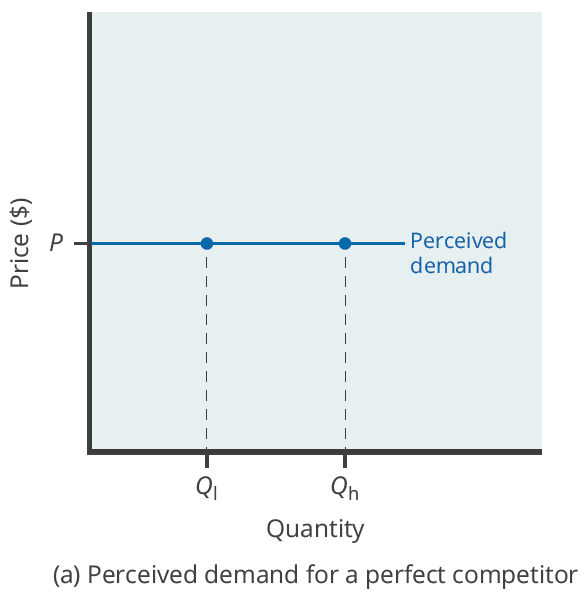 Price ($)
P
Perceived
demand
Ql
Qh
Quantity
(a) Perceived demand for a perfect competitor